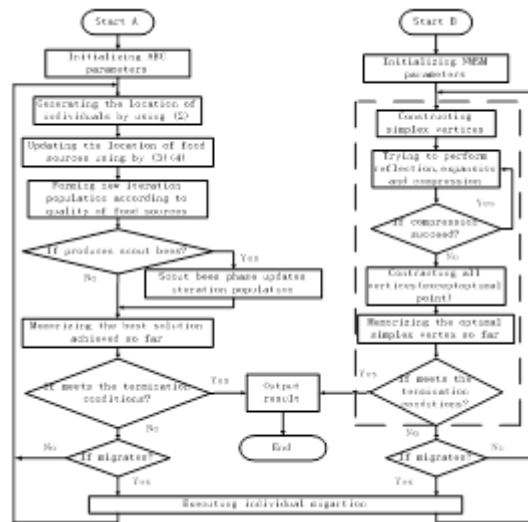 Start A
Initializing ABC
parameters
Generating the location of
individuals by using (2)
Updating the location of food
sources using by (3)(4)
Forming new iteration
population according to
quality of food sources
If produces scout bees?
Yes
No
Scout bees phase updates
iteration population
Memorizing the best solution
achieved so far
If meets the termination
conditions?
Yes
No
If migrates?
No
Yes
Output
result
End
Executing individual migartion
Start B
Initializing NMSM
parameters
Constructing
simplex vertices
Trying to perform
reflection, expansion
and compression
Yes
If compression
succeed?
No
Contracting all
vertices(exceptoptimal
point)
Memorizing the optimal
simplex vertex so far
Yes
If meets the
termination
conditions?
No
If migrates?
No
Yes